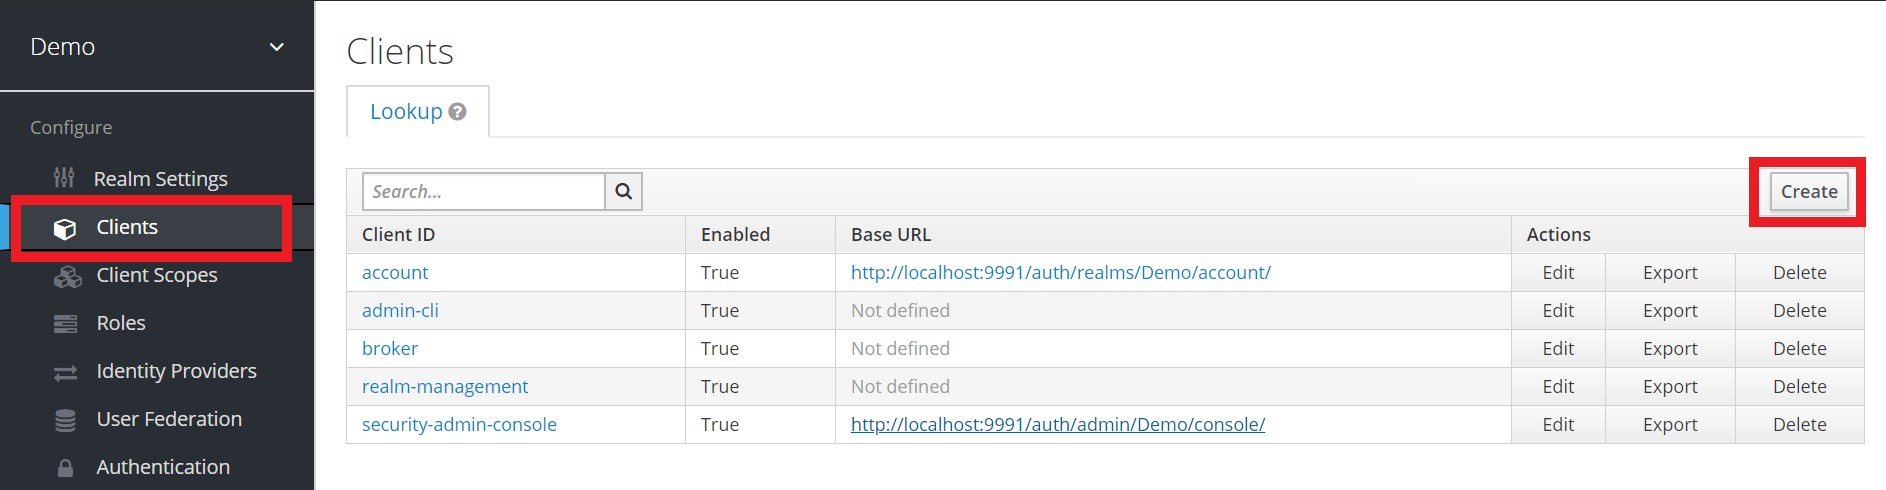 Demo
Configure
Realm Settings
Clients
Client Scopes
Roles
Identity Providers
User Federation
Authentication
Clients
Lookup ?
Search...
Create
Client ID Enabled Base URL Actions
account True http://localhost:9991/auth/realms/Demo/account/ Edit Export Delete
admin-cli True Not defined Edit Export Delete
broker True Not defined Edit Export Delete
realm-management True Not defined Edit Export Delete
security-admin-console True http://localhost:9991/auth/admin/Demo/console/ Edit Export Delete